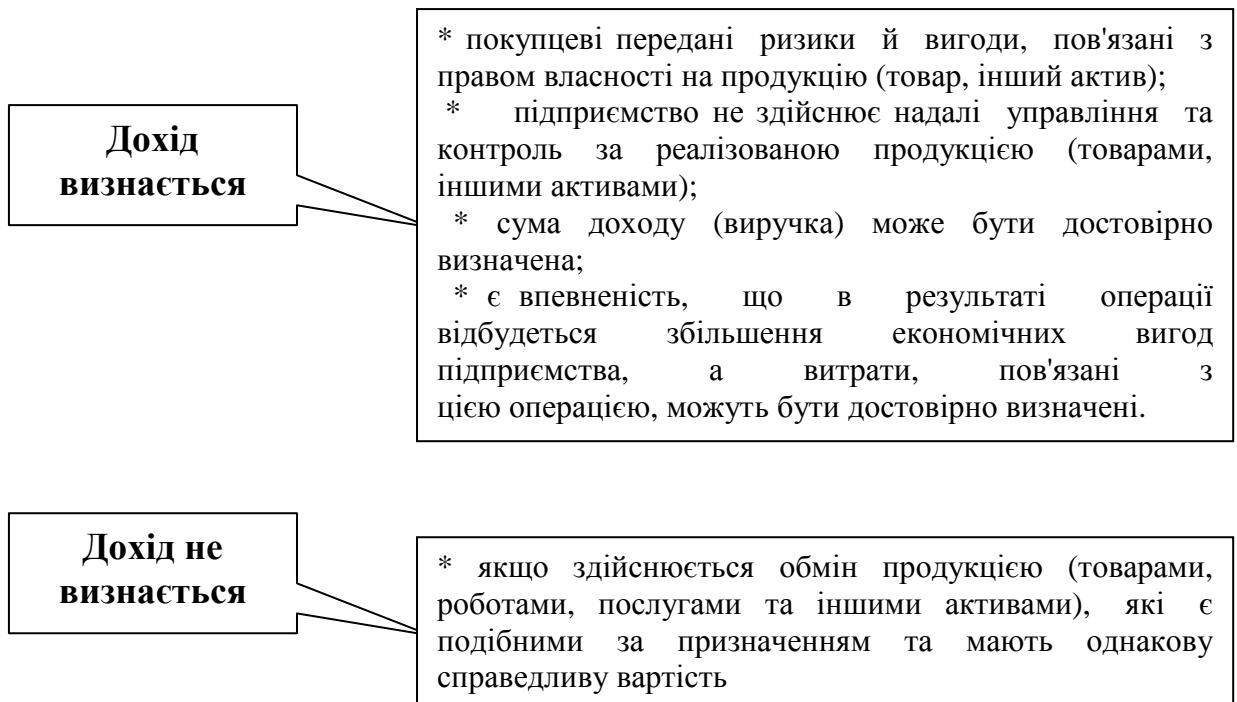 Дохід
визнається
* покупцеві передані ризики й вигоди, пов'язані з
правом власності на продукцію (товар, інший актив);
* підприємство не здійснює надалі управління та
контроль за реалізованою продукцією (товарами,
іншими активами);
* сума доходу (виручка) може бути достовірно
визначена;
* є впевненість, що в результаті операції
відбудеться збільшення економічних вигод
підприємства, а витрати, пов'язані з
цією операцією, можуть бути достовірно визначені.
Дохід не
визнається
* якщо здійснюється обмін продукцією (товарами,
роботами, послугами та іншими активами), які є
подібними за призначенням та мають однакову
справедливу вартість